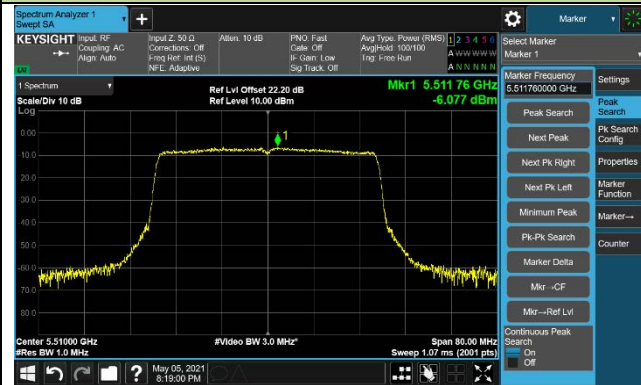 Spectrum Analyzer 1
Swept SA
Marker
KEYSIGHT
Input: RF
Coupling: AC
Align: Auto
Input Z: 50 Ω
Corrections: Off
Freq Ref: Int (S)
NFE: Adaptive
Atten: 10 dB
PNO: Fast
Gate: Off
IF Gain: Low
Sig Track: Off
Avg Type: Power (RMS)
Avg|Hold: 100/100
Trig: Free Run
1 2 3 4 5 6
A W W W W W
A N N N N N
Select Marker
Marker 1
1 Spectrum
Scale/Div 10 dB
Log
Ref Lvl Offset 22.20 dB
Ref Level 10.00 dBm
Mkr1 5.511 76 GHz
-6.077 dBm
Marker Frequency
5.511760000 GHz
Settings
Peak Search
Peak
Search
Next Peak
Pk Search
Config
Next Pk Right
Properties
Next Pk Left
Marker
Function
Minimum Peak
Marker→
Pk-Pk Search
Counter
Marker Delta
Mkr→CF
Mkr→Ref Lvl
Continuous Peak
Search
On
Off
1
0.00
-10.0
-20.0
-30.0
-40.0
-50.0
-60.0
-70.0
-80.0
Center 5.51000 GHz
#Res BW 1.0 MHz
#Video BW 3.0 MHz*
Span 80.00 MHz
Sweep 1.07 ms (2001 pts)
?
May 05, 2021
8:19:00 PM